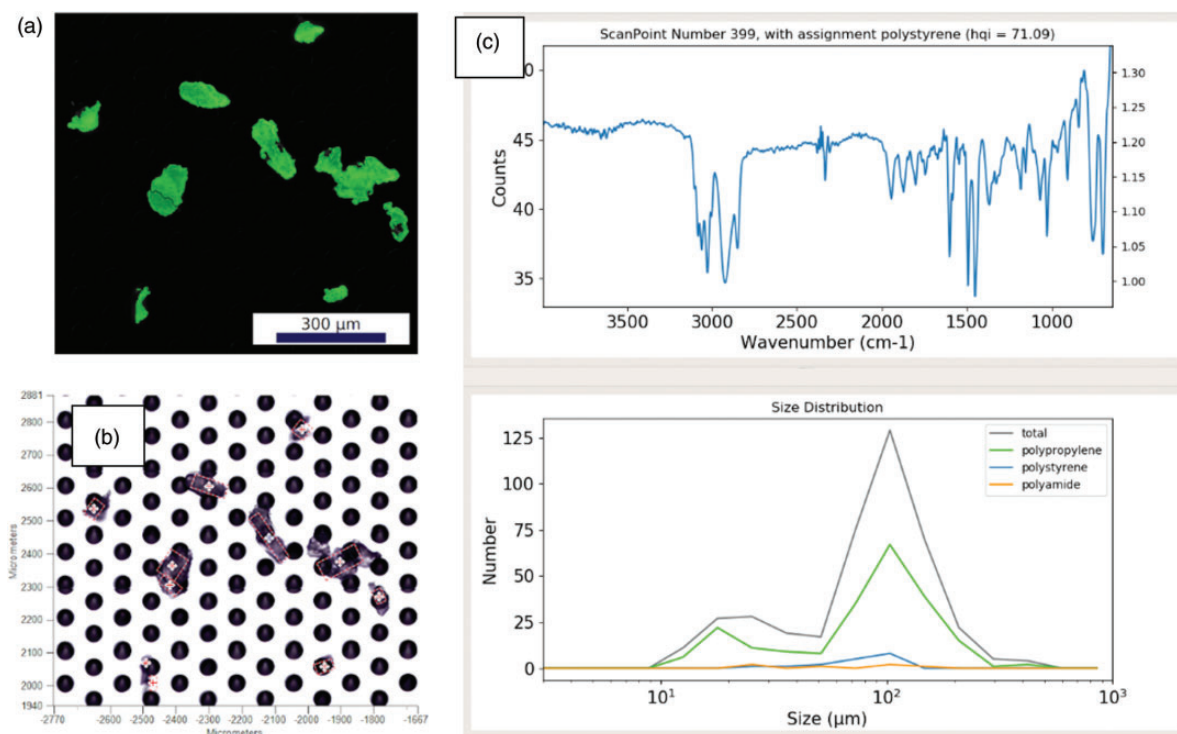 (a)
300 μm
(b)
2881
2800
2700
2600
2500
2400
2300
2200
2100
2000
1940
Micrometers
-2770 -2600 -2500 -2400 -2300 -2200 -2100 -2000 -1900 -1800 -1667
Micrometers
(c)
ScanPoint Number 399, with assignment polystyrene (hqi = 71.09)
45
40
35
Counts
1.30
1.25
1.20
1.15
1.10
1.05
1.00
3500 3000 2500 2000 1500 1000
Wavenumber (cm-1)
Size Distribution
125
100
75
50
25
0
Number
total
polypropylene
polystyrene
polyamide
10¹ 10² 10³
Size (μm)